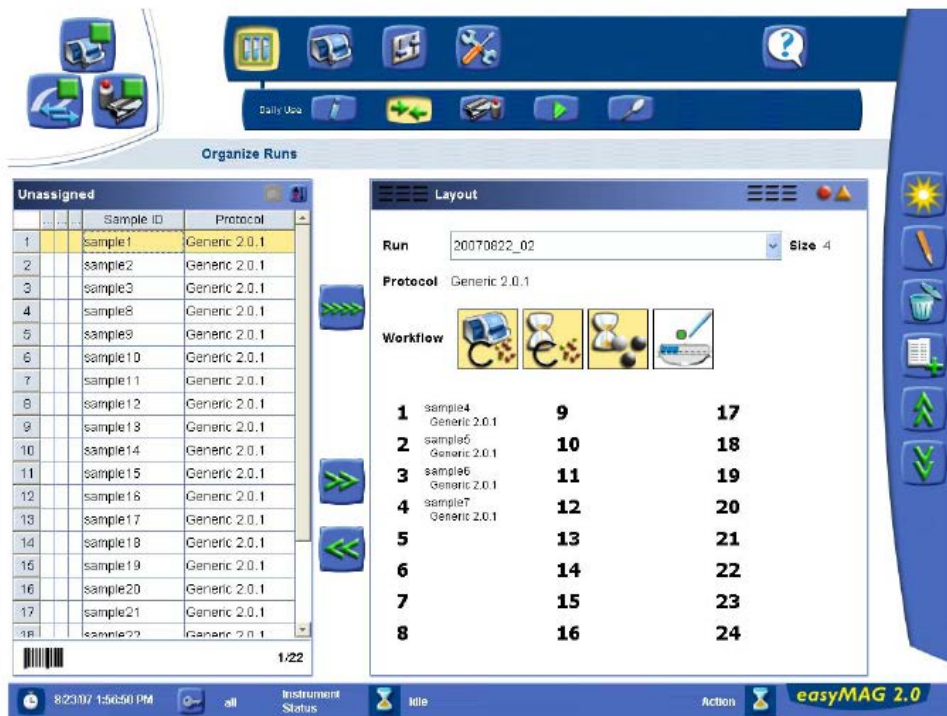 Daily Use
Organize Runs
Unassigned
... ... ... Sample ID Protocol
1 sample1 Generic 2.0.1
2 sample2 Generic 2.0.1
3 sample3 Generic 2.0.1
4 sample8 Generic 2.0.1
5 sample9 Generic 2.0.1
6 sample10 Generic 2.0.1
7 sample11 Generic 2.0.1
8 sample12 Generic 2.0.1
9 sample13 Generic 2.0.1
10 sample14 Generic 2.0.1
11 sample15 Generic 2.0.1
12 sample16 Generic 2.0.1
13 sample17 Generic 2.0.1
14 sample18 Generic 2.0.1
15 sample19 Generic 2.0.1
16 sample20 Generic 2.0.1
17 sample21 Generic 2.0.1
18 sample22 Generic 2.0.1
1/22
Layout
Run 20070822_02 Size 4
Protocol Generic 2.0.1
Workflow
1 sample4
Generic 2.0.1
2 sample5
Generic 2.0.1
3 sample6
Generic 2.0.1
4 sample7
Generic 2.0.1
5
6
7
8
9
10
11
12
13
14
15
16
17
18
19
20
21
22
23
24
8/23/07 1:56:50 PM
all
Instrument
Status
Idle
Action
easyMAG 2.0